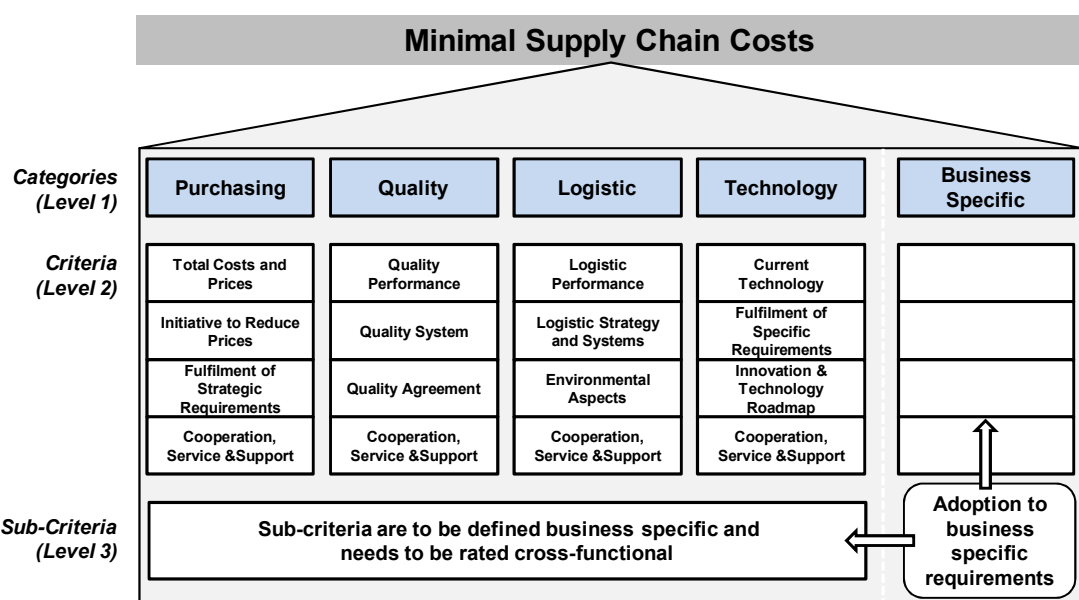 Minimal Supply Chain Costs
Categories
(Level 1)
Purchasing
Quality
Logistic
Technology
Business
Specific
Criteria
(Level 2)
Total Costs and
Prices
Quality
Performance
Logistic
Performance
Current
Technology
Initiative to Reduce
Prices
Quality System
Logistic Strategy
and Systems
Fulfilment of
Specific
Requirements
Fulfilment of
Strategic
Requirements
Quality Agreement
Environmental
Aspects
Innovation &
Technology
Roadmap
Cooperation,
Service &Support
Cooperation,
Service &Support
Cooperation,
Service &Support
Cooperation,
Service &Support
Sub-Criteria
(Level 3)
Sub-criteria are to be defined business specific and
needs to be rated cross-functional
Adoption to
business
specific
requirements